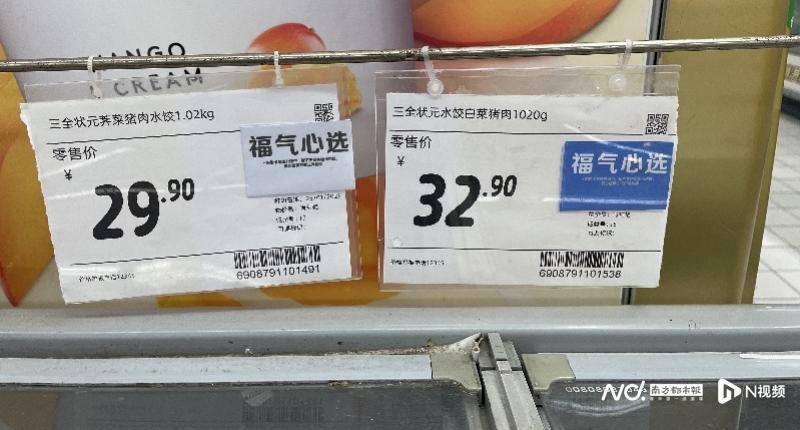 MANGO
CREAM
三全状元荠菜猪肉水饺1.02kg
零售价
¥
29.90
福气心选
6908791101491
三全状元水饺白菜猪肉1020g
零售价
¥
32.90
福气心选
6908791101538
N视频
南方都市报